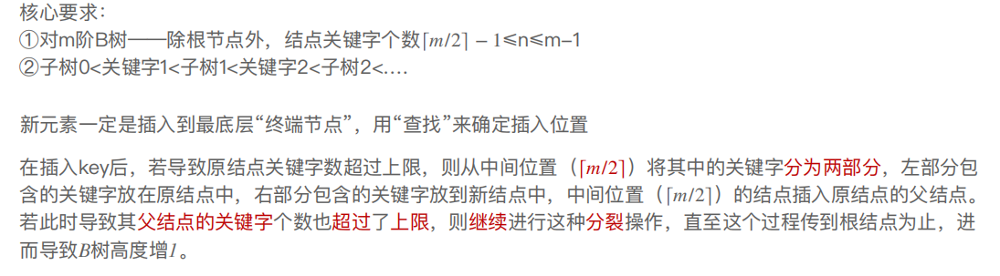 核心要求：
①对m阶B树——除根节点外，结点关键字个数⌈m/2⌉ − 1≤n≤m−1
②子树0<关键字1<子树1<关键字2<子树2<....
新元素一定是插入到最底层“终端节点”，用“查找”来确定插入位置
在插入key后，若导致原结点关键字数超过上限，则从中间位置（⌈m/2⌉）将其中的关键字分为两部分，左部分包
含的关键字放在原结点中，右部分包含的关键字放到新结点中，中间位置（⌈m/2⌉）的结点插入原结点的父结点。
若此时导致其父结点的关键字个数也超过了上限，则继续进行这种分裂操作，直至这个过程传到根结点为止，进
而导致B树高度增1。